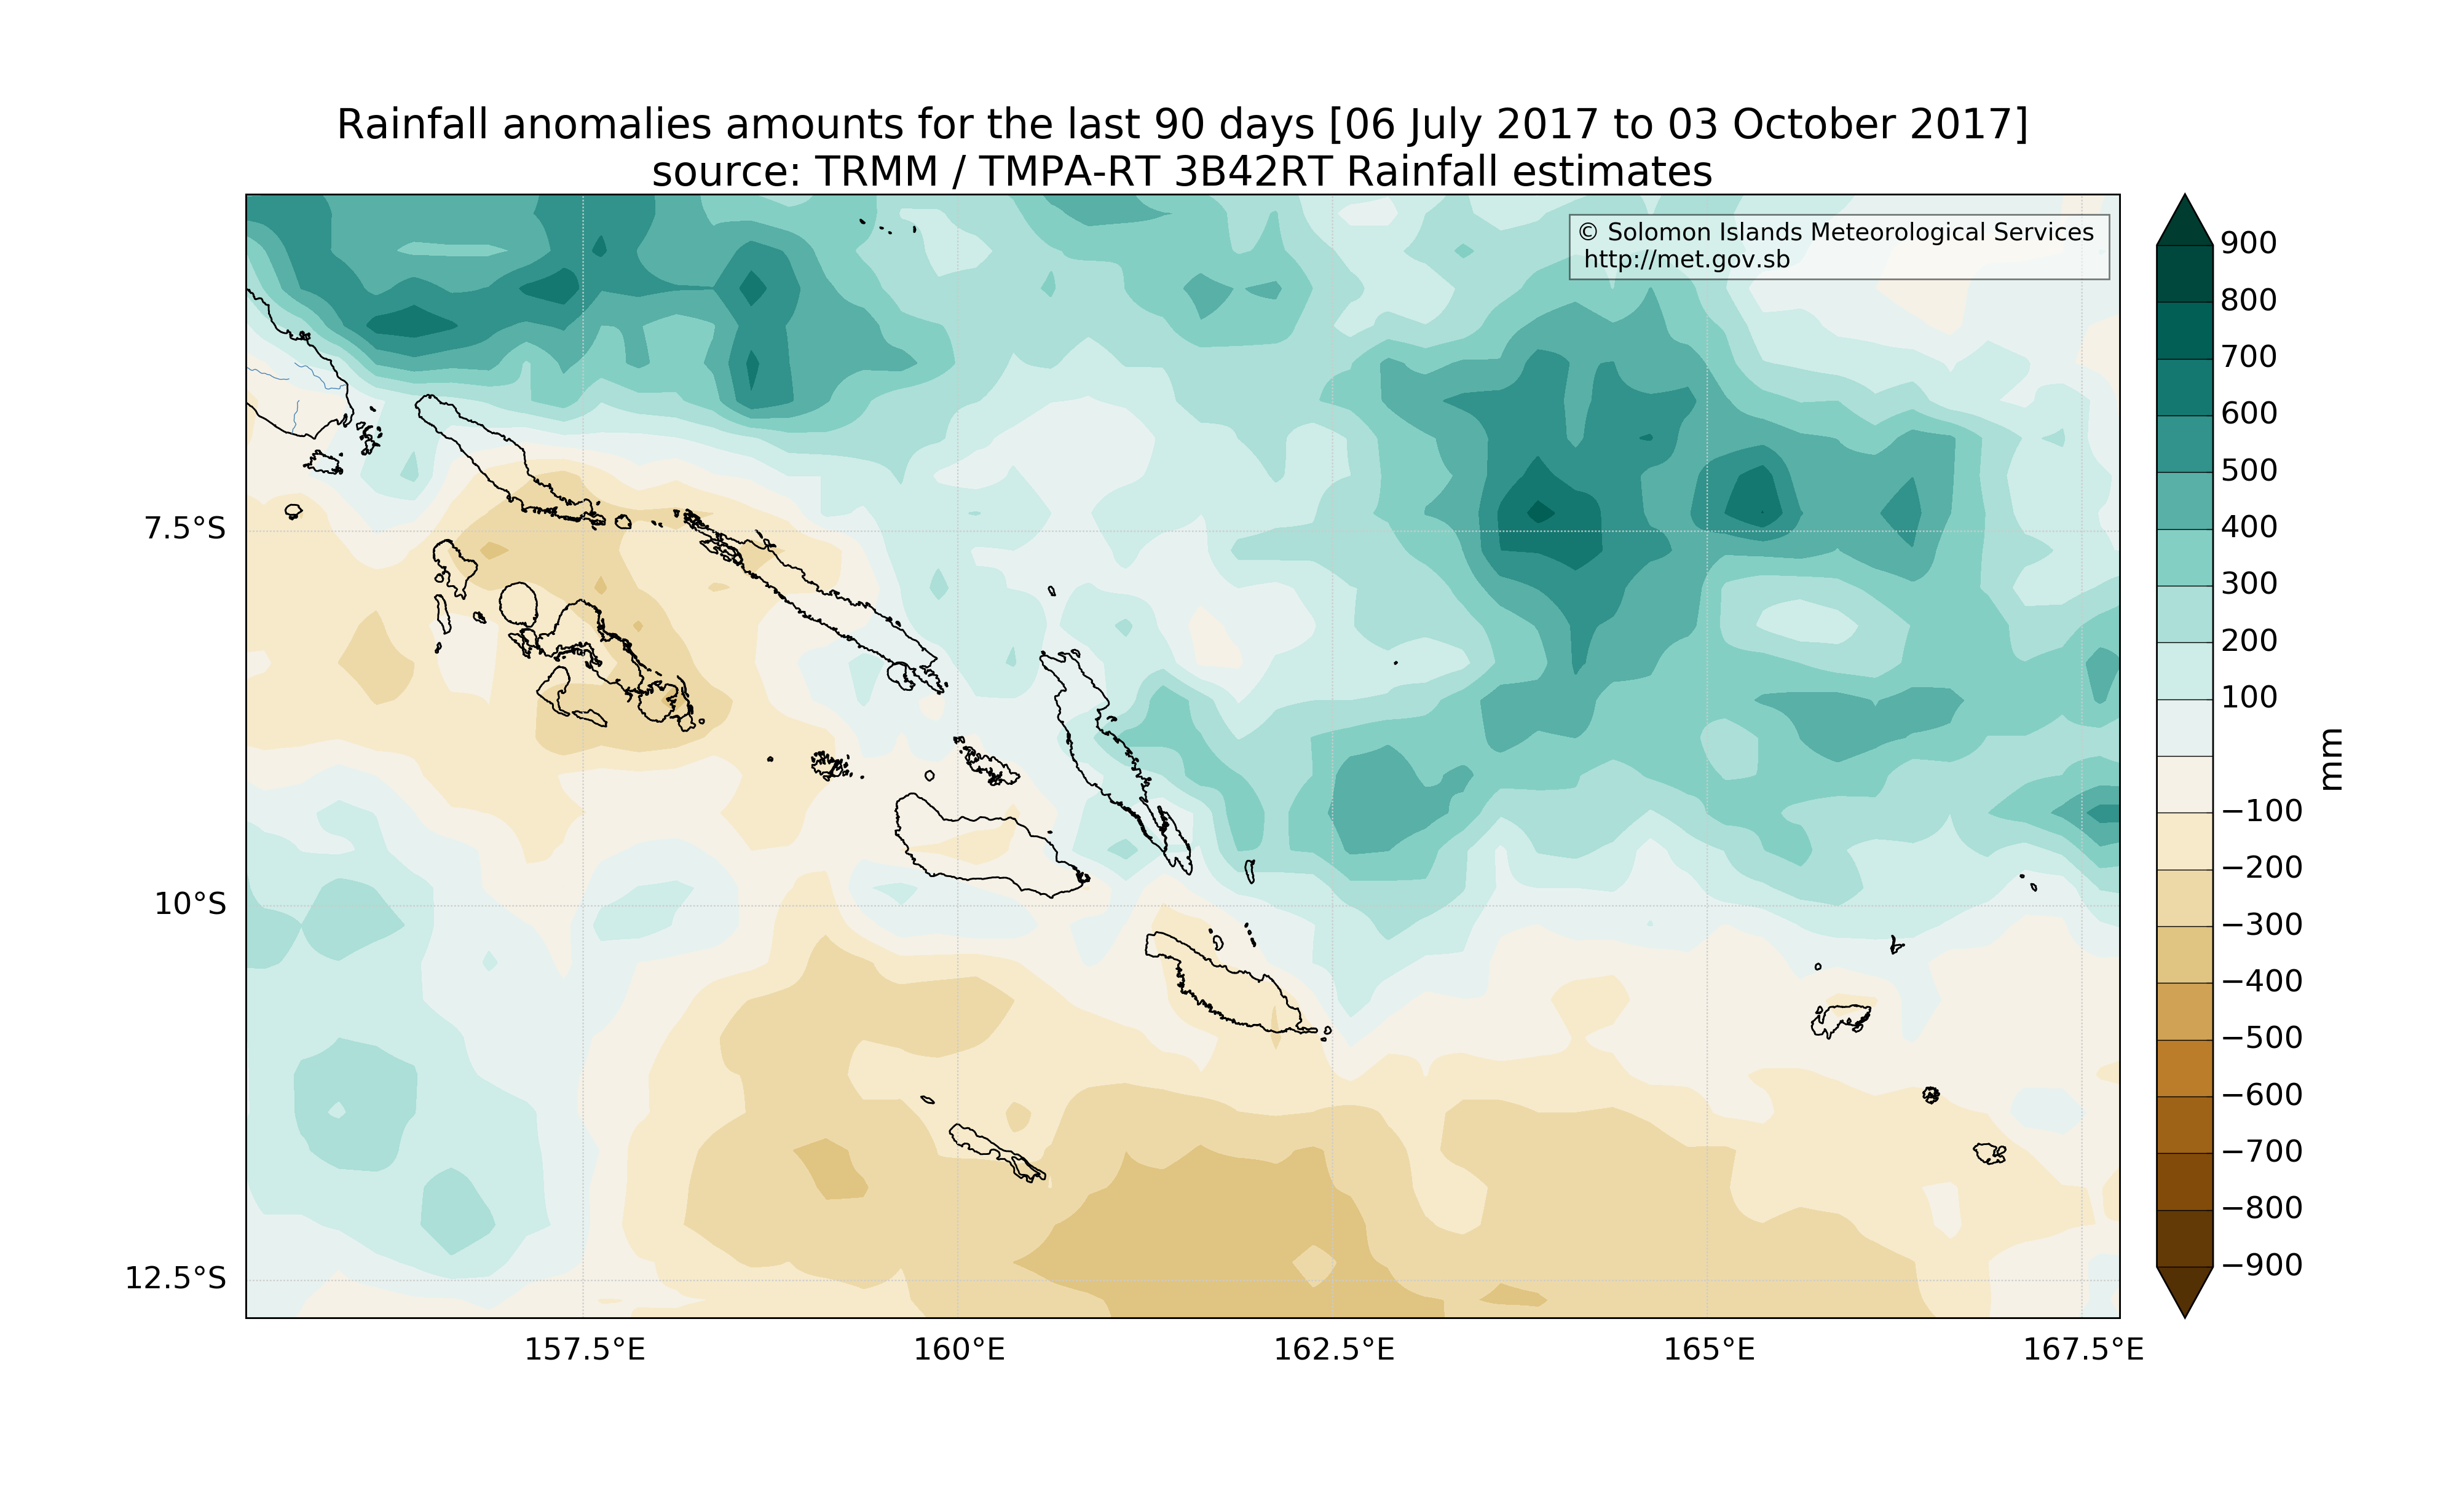 Rainfall anomalies amounts for the last 90 days [06 July 2017 to 03 October 2017]
source: TRMM / TMPA-RT 3B42RT Rainfall estimates
© Solomon Islands Meteorological Services
http://met.gov.sb
7.5°S
10°S
12.5°S
157.5°E
160°E
162.5°E
165°E
167.5°E
900
800
700
600
500
400
300
200
100
−100
−200
−300
−400
−500
−600
−700
−800
−900
mm